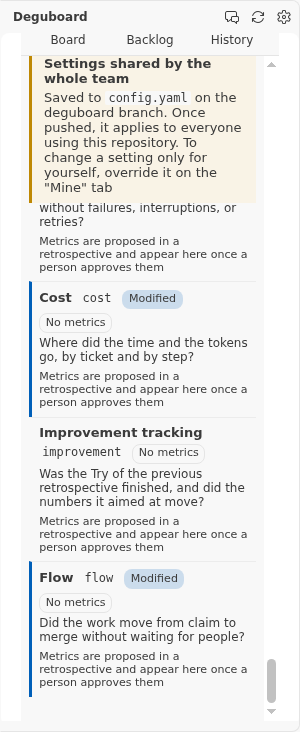 Deguboard
Board Backlog History
Settings shared by the
whole team
Saved to config.yaml on the
deguboard branch. Once
pushed, it applies to everyone
using this repository. To
change a setting only for
yourself, override it on the
"Mine" tab
without failures, interruptions, or
retries?
Metrics are proposed in a
retrospective and appear here once a
person approves them
Cost cost Modified
No metrics
Where did the time and the tokens
go, by ticket and by step?
Metrics are proposed in a
retrospective and appear here once a
person approves them
Improvement tracking
improvement No metrics
Was the Try of the previous
retrospective finished, and did the
numbers it aimed at move?
Metrics are proposed in a
retrospective and appear here once a
person approves them
Flow flow Modified
No metrics
Did the work move from claim to
merge without waiting for people?
Metrics are proposed in a
retrospective and appear here once a
person approves them